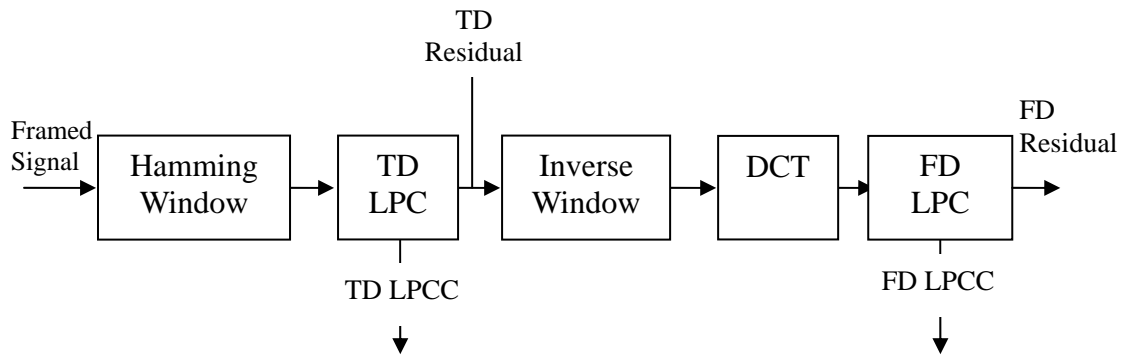 TD
Residual
Framed
Signal
Hamming
Window
TD
LPC
Inverse
Window
DCT
FD
LPC
FD
Residual
TD LPCC
FD LPCC